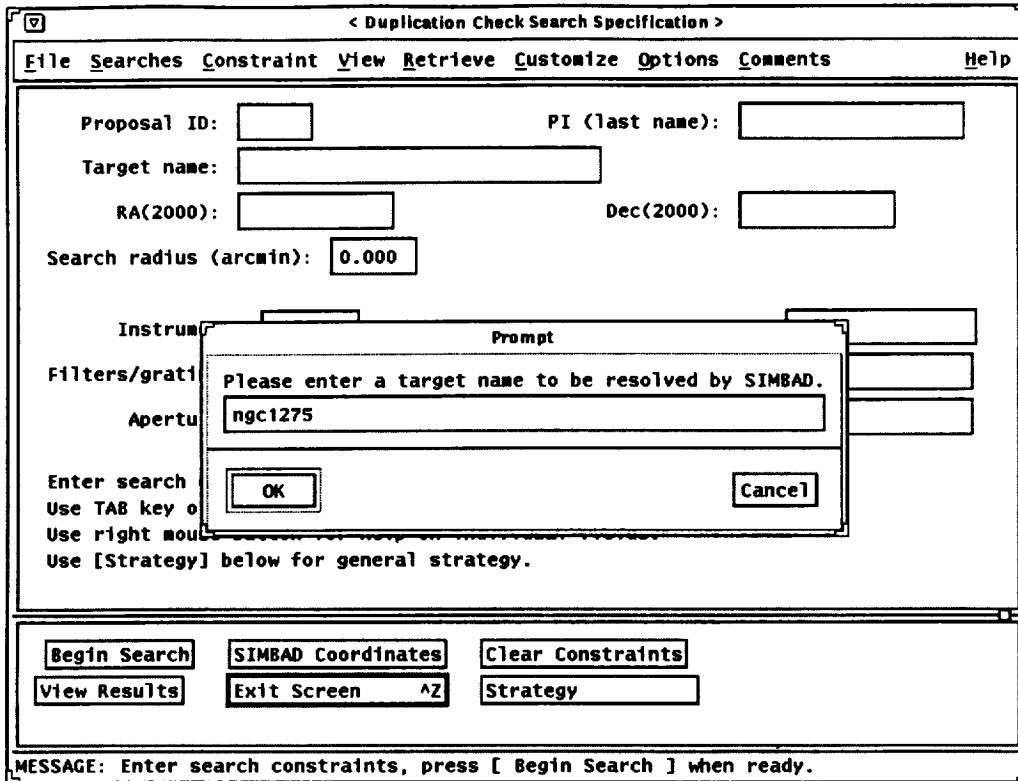 < Duplication Check Search Specification >
File Searches Constraint View Retrieve Customize Options Comments Help
Proposal ID: PI (last name):
Target name:
RA(2000): Dec(2000):
Search radius (arcmin): 0.000
Instrum
Prompt
Filters/grati
Please enter a target name to be resolved by SIMBAD.
ngc1275
Apertu
OK Cancel
Enter search
Use TAB key o
Use right mou
Use [Strategy] below for general strategy.
Begin Search SIMBAD Coordinates Clear Constraints
View Results Exit Screen ^Z Strategy
MESSAGE: Enter search constraints, press [ Begin Search ] when ready.